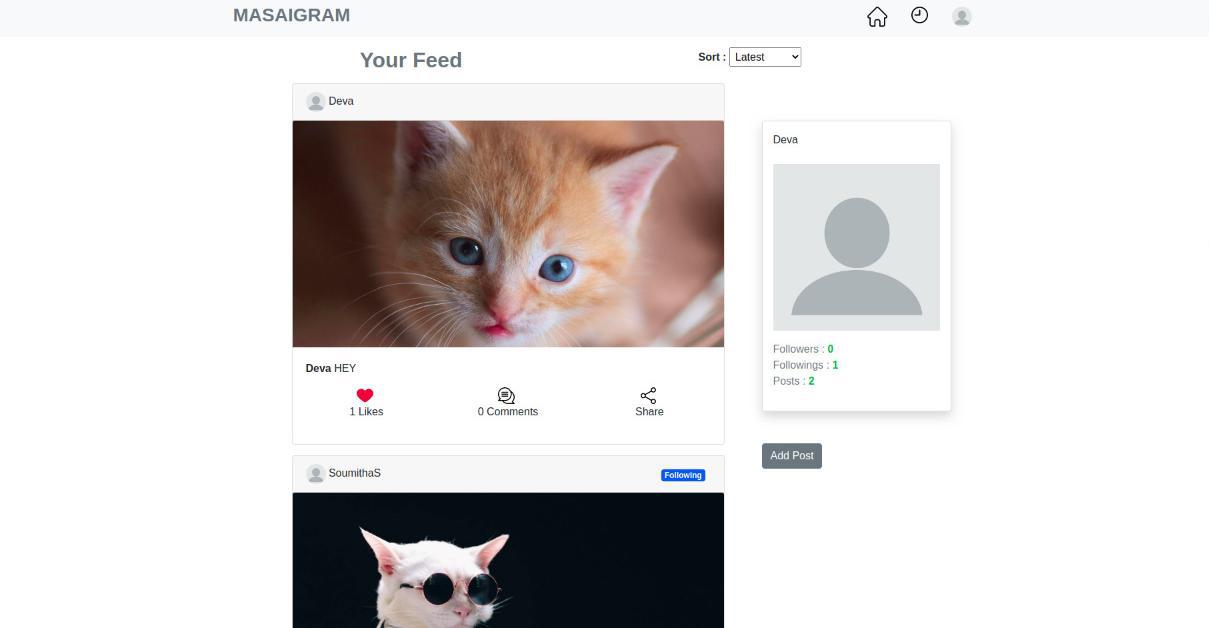 MASAIGRAM
Your Feed
Sort : Latest
Deva
Deva HEY
1 Likes
0 Comments
Share
SoumithaS
Following
Deva
Followers : 0
Followings : 1
Posts : 2
Add Post